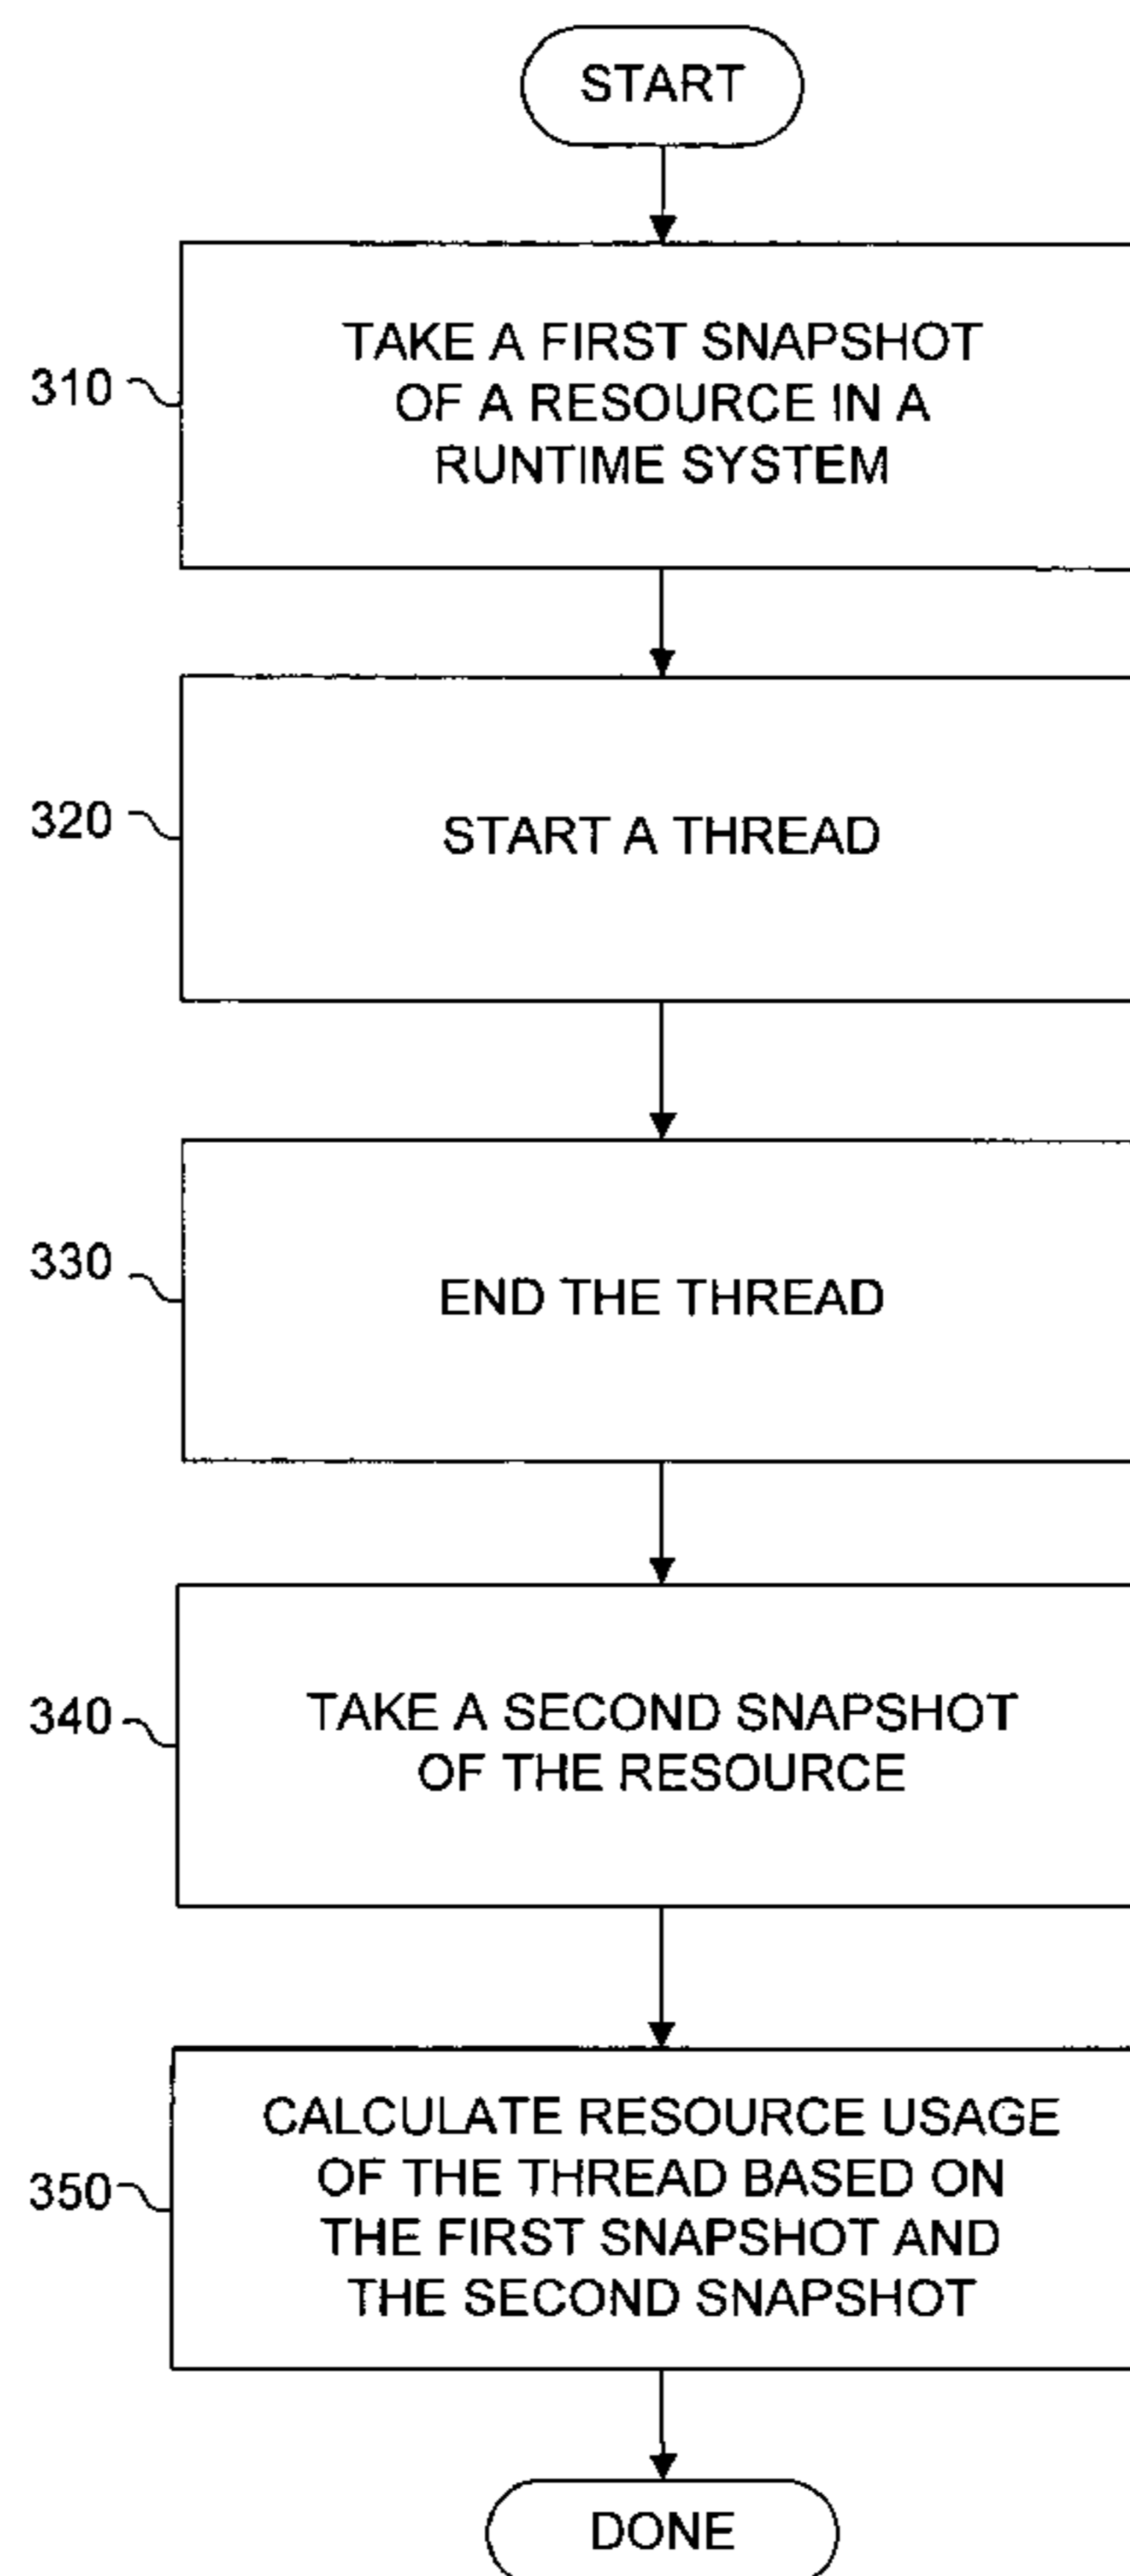 START
310
TAKE A FIRST SNAPSHOT
OF A RESOURCE IN A
RUNTIME SYSTEM
320
START A THREAD
330
END THE THREAD
340
TAKE A SECOND SNAPSHOT
OF THE RESOURCE
350
CALCULATE RESOURCE USAGE
OF THE THREAD BASED ON
THE FIRST SNAPSHOT AND
THE SECOND SNAPSHOT
DONE